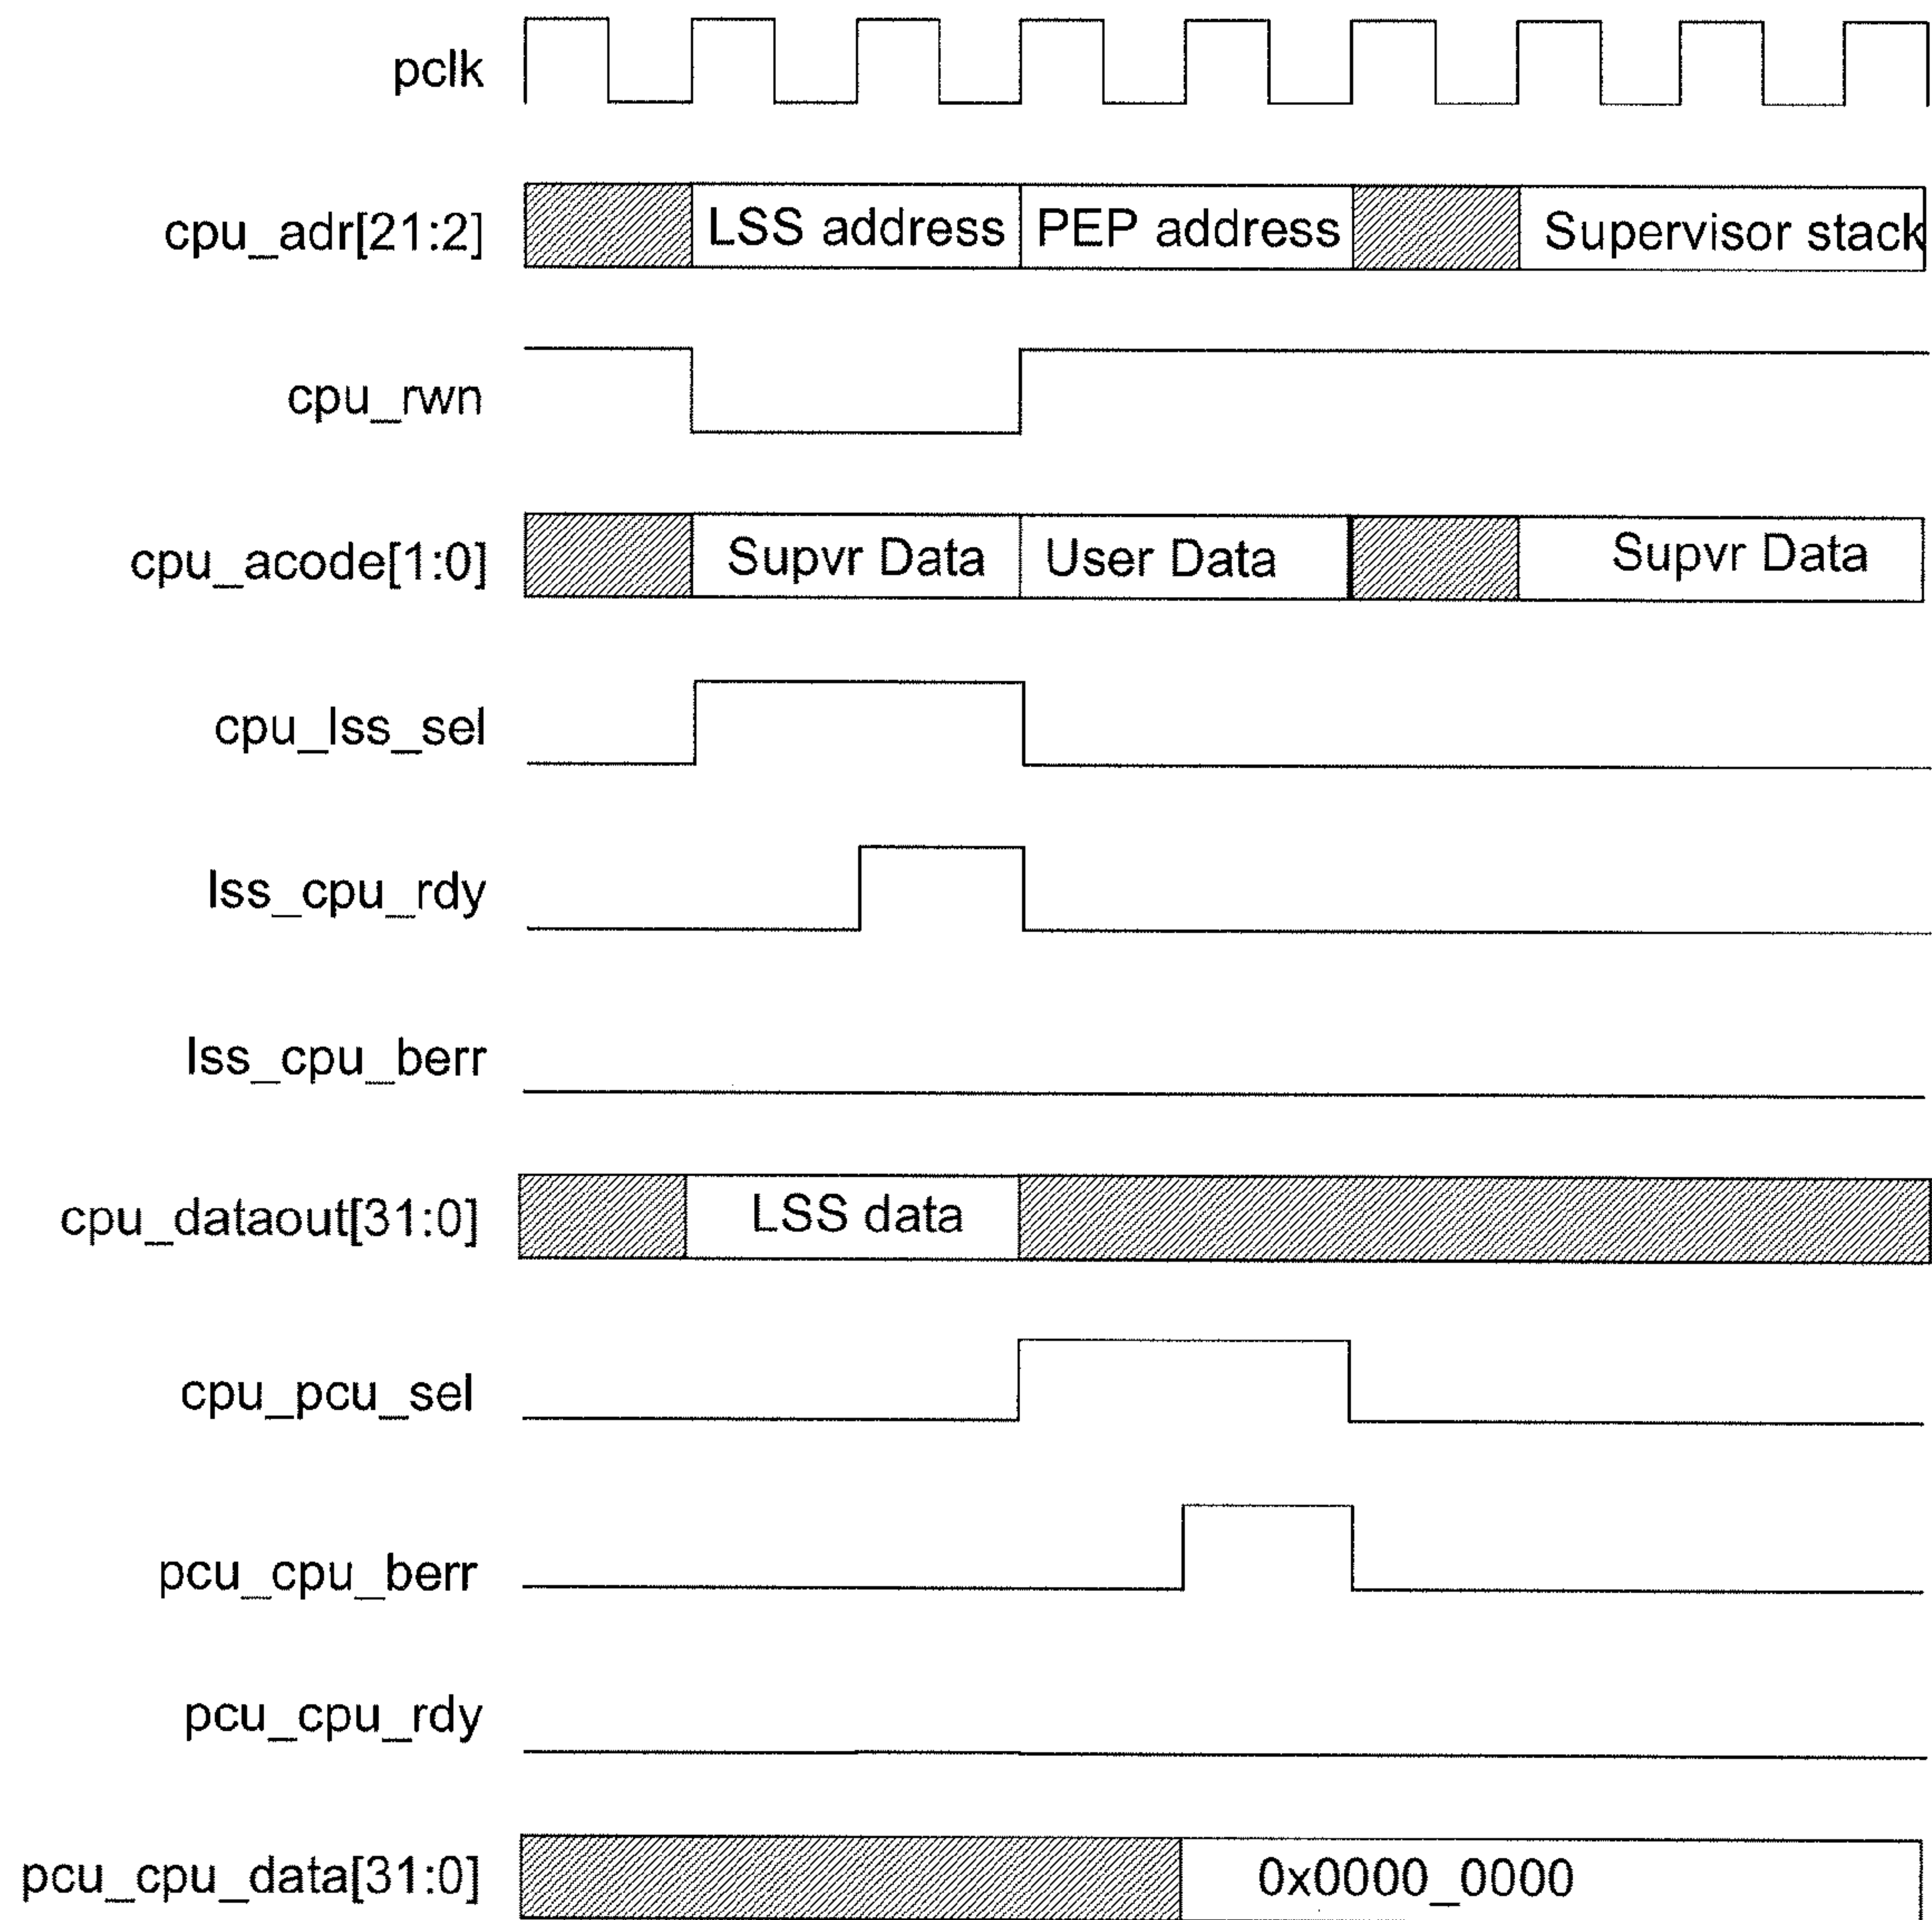 pclk
cpu_adr[21:2] LSS address PEP address Supervisor stack
cpu_rwn
cpu_acode[1:0] Supvr Data User Data Supvr Data
cpu_lss_sel
lss_cpu_rdy
lss_cpu_berr
cpu_dataout[31:0] LSS data
cpu_pcu_sel
pcu_cpu_berr
pcu_cpu_rdy
pcu_cpu_data[31:0] 0x0000_0000